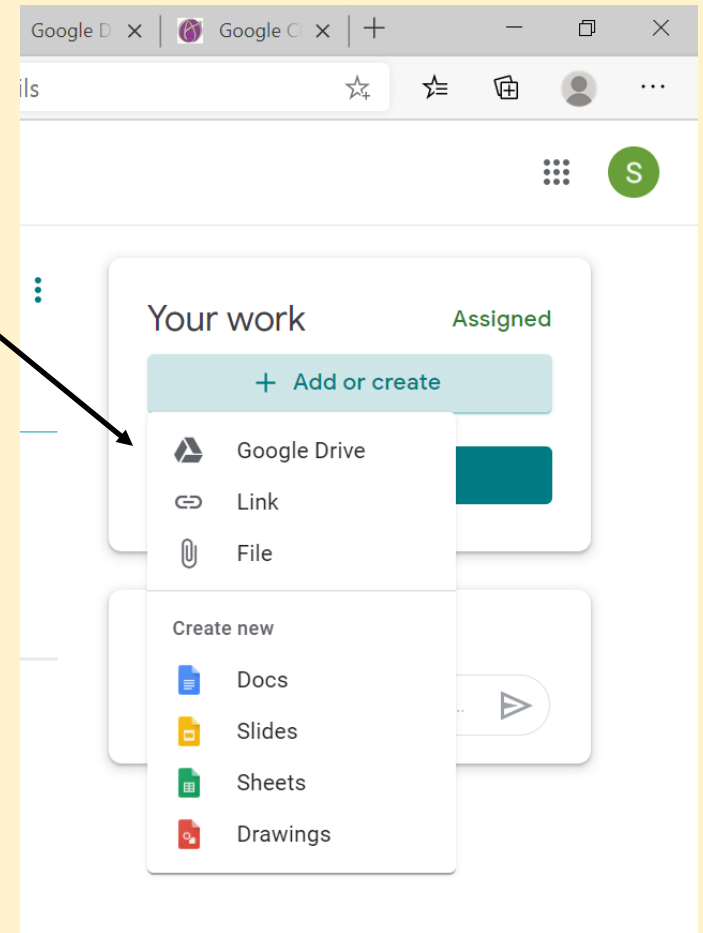 Google D Google Cl
ils
S
Your work Assigned
+ Add or create
Google Drive
Link
File
Create new
Docs
Slides
Sheets
Drawings